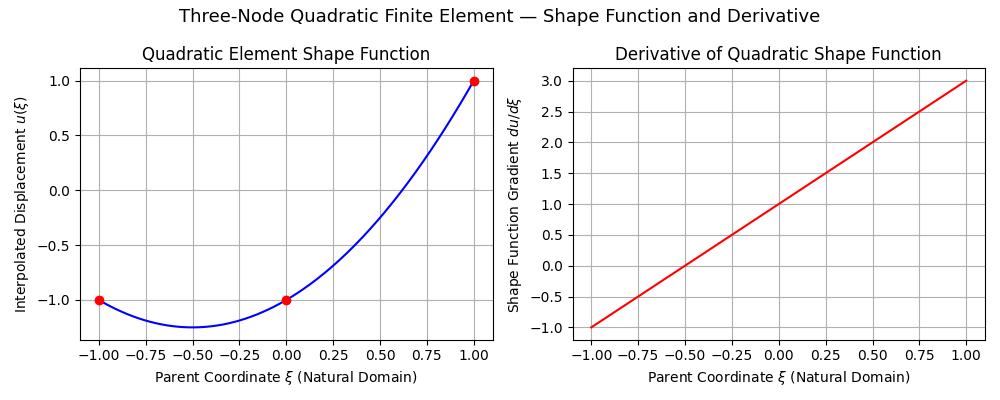 Three-Node Quadratic Finite Element — Shape Function and Derivative
Quadratic Element Shape Function
Interpolated Displacement u(ξ)
1.0
0.5
0.0
−0.5
−1.0
−1.00 −0.75 −0.50 −0.25 0.00 0.25 0.50 0.75 1.00
Parent Coordinate ξ (Natural Domain)
Derivative of Quadratic Shape Function
Shape Function Gradient du/dξ
3.0
2.5
2.0
1.5
1.0
0.5
0.0
−0.5
−1.0
−1.00 −0.75 −0.50 −0.25 0.00 0.25 0.50 0.75 1.00
Parent Coordinate ξ (Natural Domain)